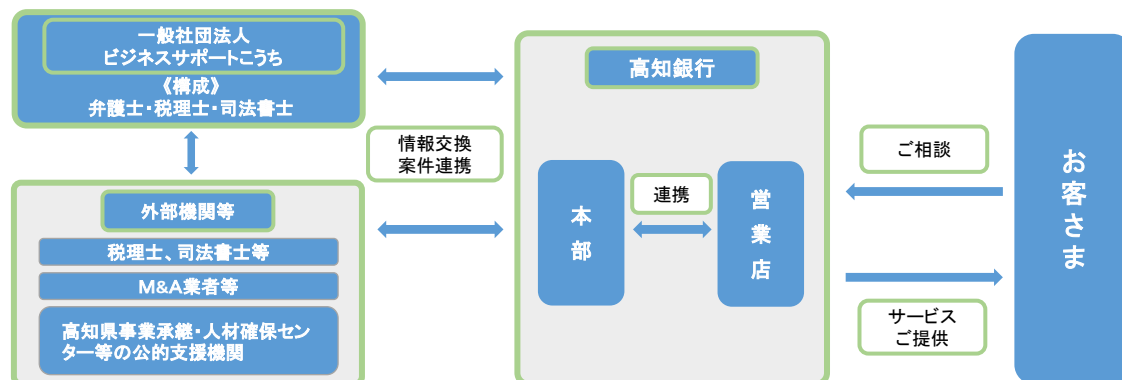 一般社団法人
ビジネスサポートこうち
《構成》
弁護士・税理士・司法書士
外部機関等
税理士、司法書士等
M&A業者等
高知県事業承継・人材確保セン
ター等の公的支援機関
情報交換
案件連携
高知銀行
本部
連携
営業店
ご相談
サービス
ご提供
お客さま